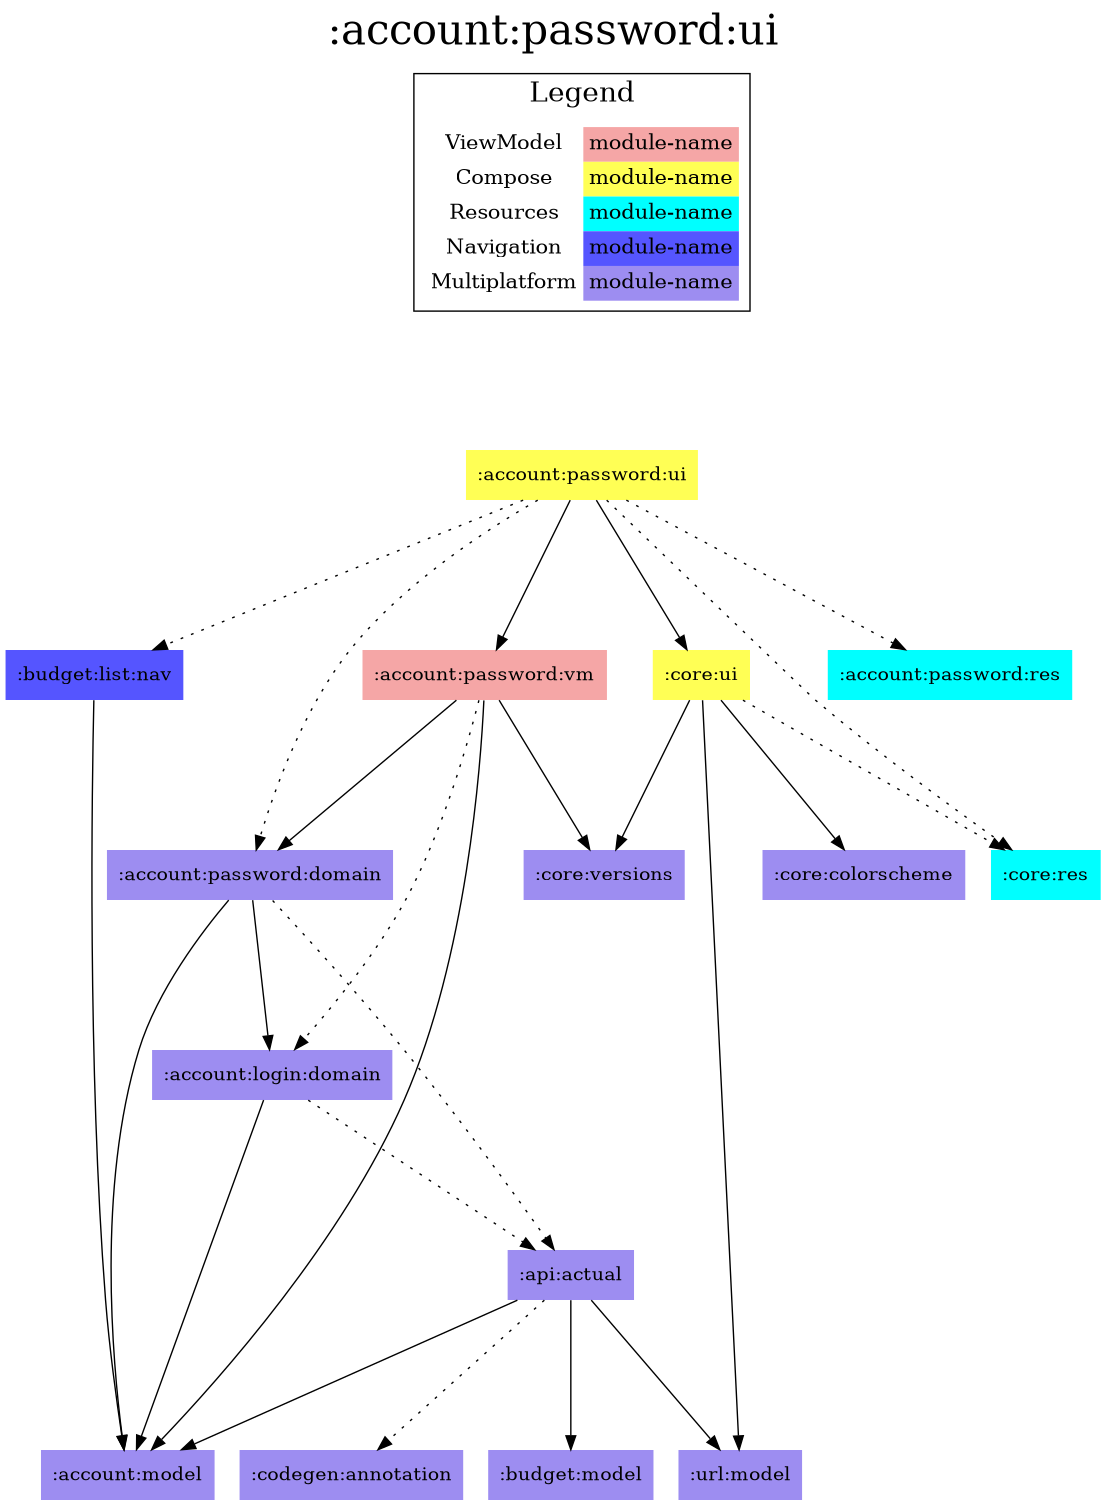 :account:password:ui
Legend
ViewModel module-name
Compose module-name
Resources module-name
Navigation module-name
Multiplatform module-name
:account:password:ui
:budget:list:nav
:account:password:vm
:core:ui
:account:password:res
:account:password:domain
:core:versions
:core:colorscheme
:core:res
:account:login:domain
:api:actual
:account:model
:codegen:annotation
:budget:model
:url:model